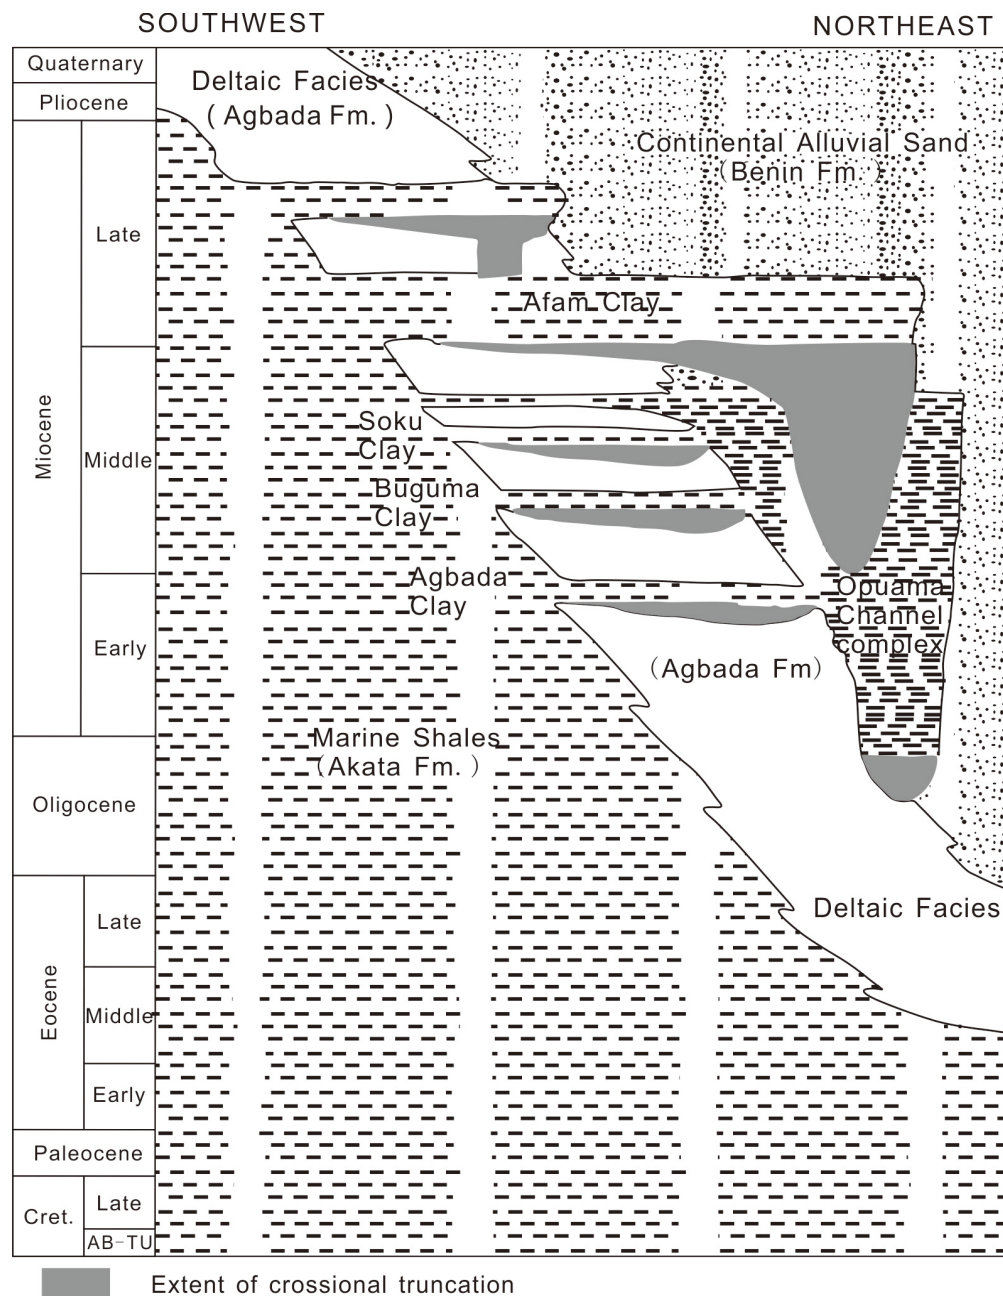 SOUTHWEST
NORTHEAST
Quaternary
Pliocene
Miocene
Late
Middle
Early
Oligocene
Eocene
Late
Middle
Early
Paleocene
Cret.
Late
AB-TU
Deltaic Facies
( Agbada Fm. )
Continental Alluvial Sand
(Benin Fm.)
Afam Clay
Soku
Clay
Buguma
Clay
Agbada
Clay
Opuama
Channel
complex
(Agbada Fm)
Marine Shales
(Akata Fm. )
Deltaic Facies
Extent of crossional truncation